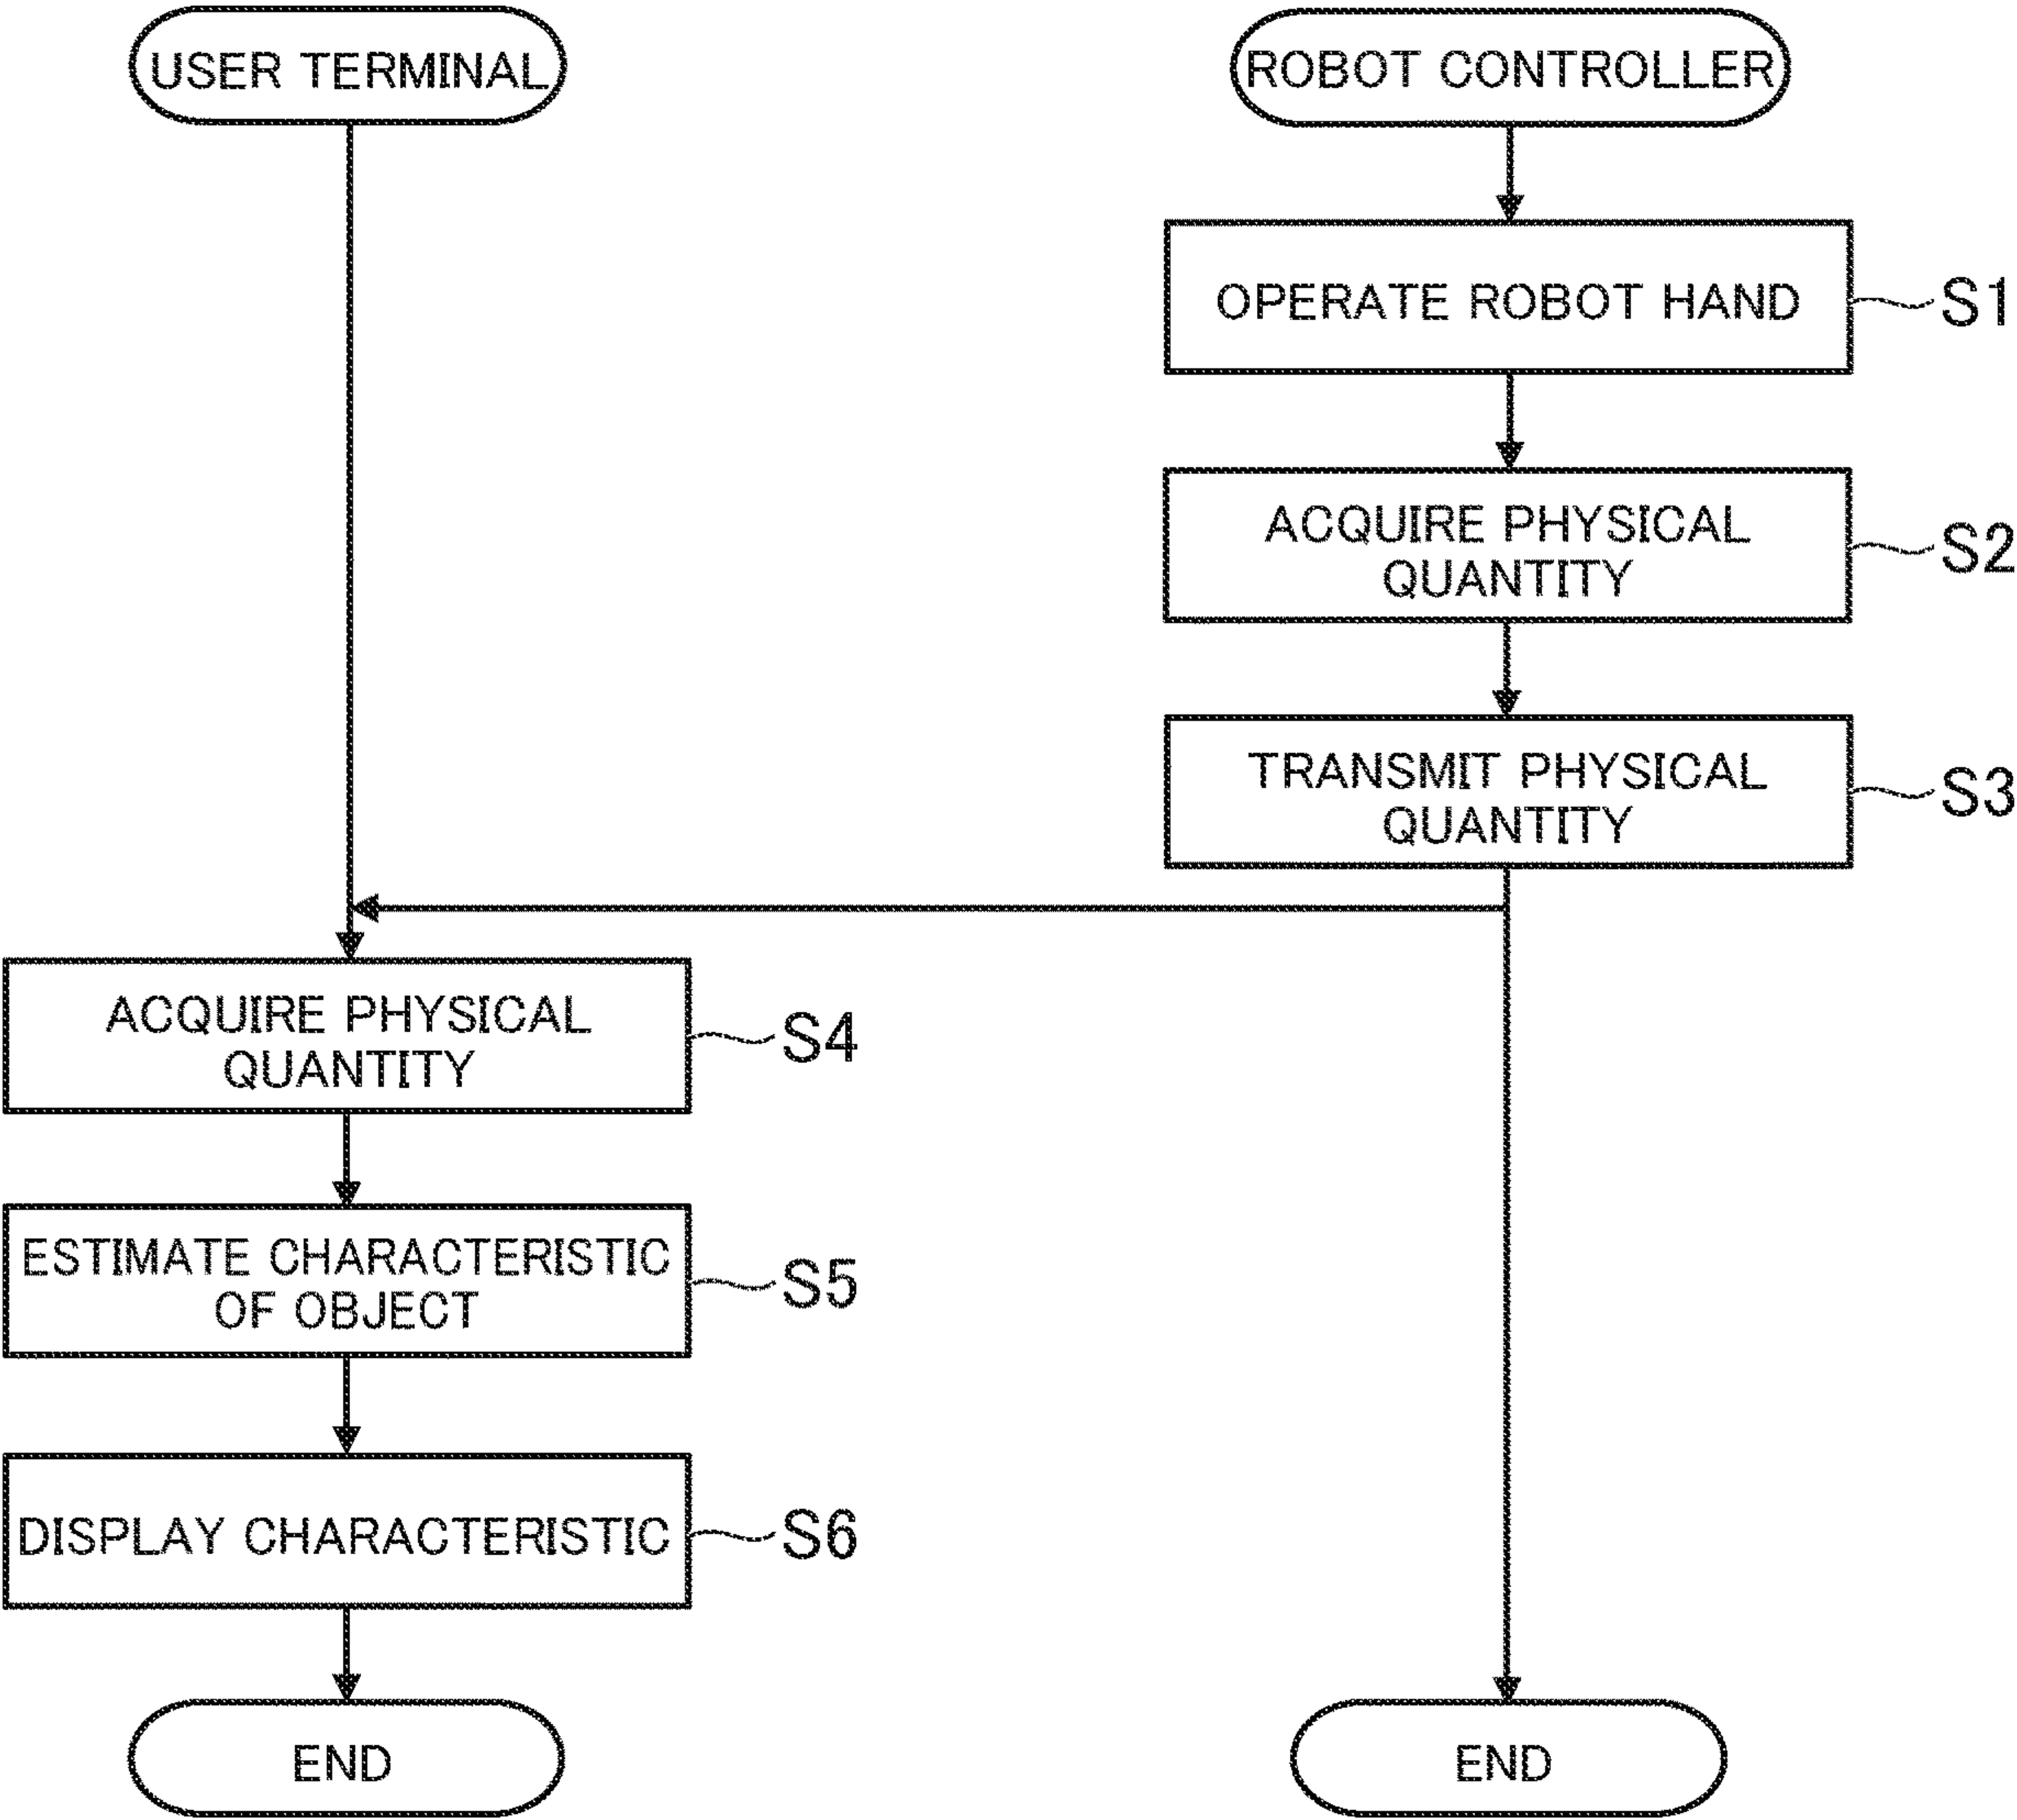 USER TERMINAL
ROBOT CONTROLLER
OPERATE ROBOT HAND
S1
ACQUIRE PHYSICAL
QUANTITY
S2
TRANSMIT PHYSICAL
QUANTITY
S3
ACQUIRE PHYSICAL
QUANTITY
S4
ESTIMATE CHARACTERISTIC
OF OBJECT
S5
DISPLAY CHARACTERISTIC
S6
END
END